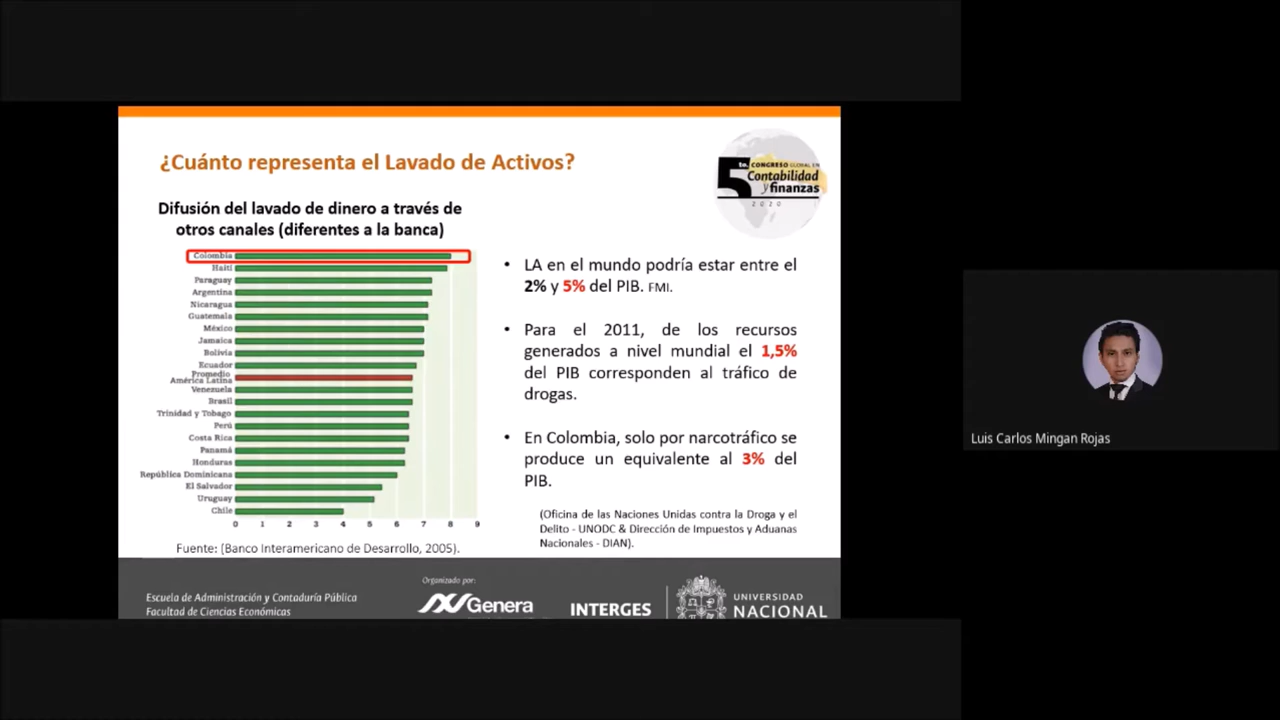 ¿Cuánto representa el Lavado de Activos?
5to. CONGRESO GLOBAL EN
Contabilidad
y finanzas
2020
Difusión del lavado de dinero a través de
otros canales (diferentes a la banca)
Colombia
Haití
Paraguay
Argentina
Nicaragua
Guatemala
México
Jamaica
Bolivia
Ecuador
Promedio
América Latina
Venezuela
Brasil
Trinidad y Tobago
Perú
Costa Rica
Panamá
Honduras
República Dominicana
El Salvador
Uruguay
Chile
0 1 2 3 4 5 6 7 8 9
Fuente: (Banco Interamericano de Desarrollo, 2005).
• LA en el mundo podría estar entre el
2% y 5% del PIB. FMI.
• Para el 2011, de los recursos
generados a nivel mundial el 1,5%
del PIB corresponden al tráfico de
drogas.
• En Colombia, solo por narcotráfico se
produce un equivalente al 3% del
PIB.
(Oficina de las Naciones Unidas contra la Droga y el
Delito - UNODC & Dirección de Impuestos y Aduanas
Nacionales - DIAN).
Escuela de Administración y Contaduría Pública
Facultad de Ciencias Económicas
Organizado por:
Genera
INTERGES
UNIVERSIDAD
NACIONAL
Luis Carlos Mingan Rojas